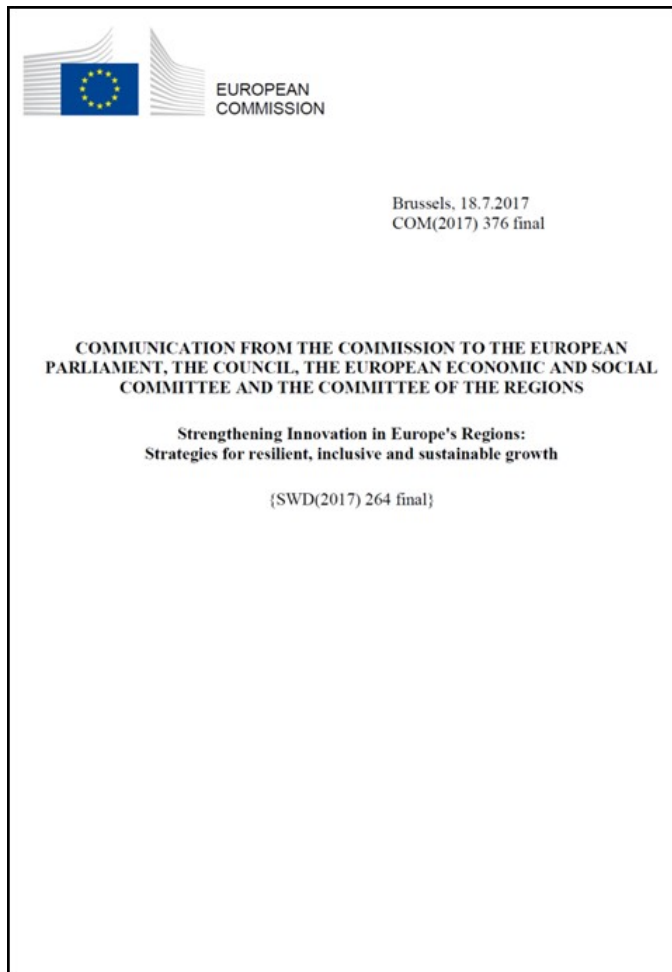 EUROPEAN
COMMISSION
Brussels, 18.7.2017
COM(2017) 376 final
COMMUNICATION FROM THE COMMISSION TO THE EUROPEAN
PARLIAMENT, THE COUNCIL, THE EUROPEAN ECONOMIC AND SOCIAL
COMMITTEE AND THE COMMITTEE OF THE REGIONS
Strengthening Innovation in Europe's Regions:
Strategies for resilient, inclusive and sustainable growth
{SWD(2017) 264 final}